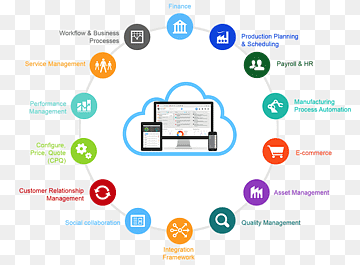 Finance
Workflow & Business
Processes
Production Planning
& Scheduling
Service Management
Payroll & HR
Performance
Management
Manufacturing
Process Automation
Configure,
Price, Quote
(CPQ)
E-commerce
Customer Relationship
Management
Asset Management
Social collaboration
Quality Management
Integration
Framework